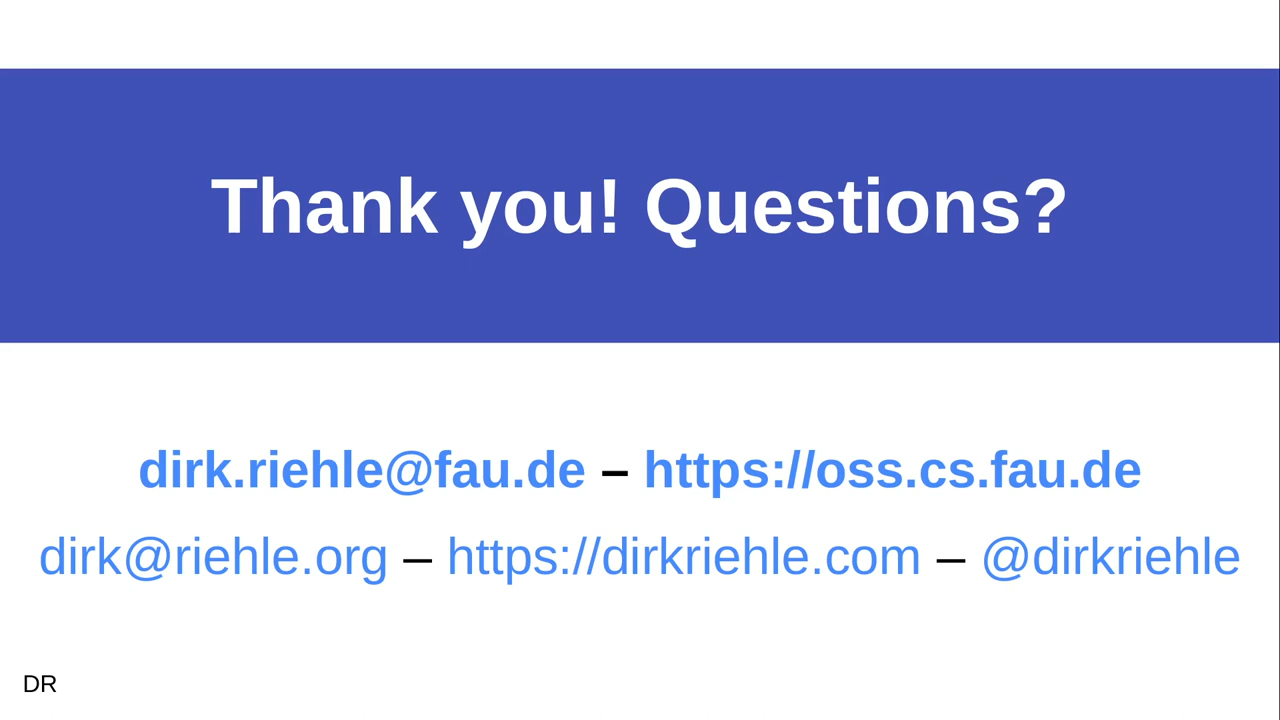 Thank you! Questions?
dirk.riehle@fau.de – https://oss.cs.fau.de
dirk@riehle.org – https://dirkriehle.com – @dirkriehle
DR